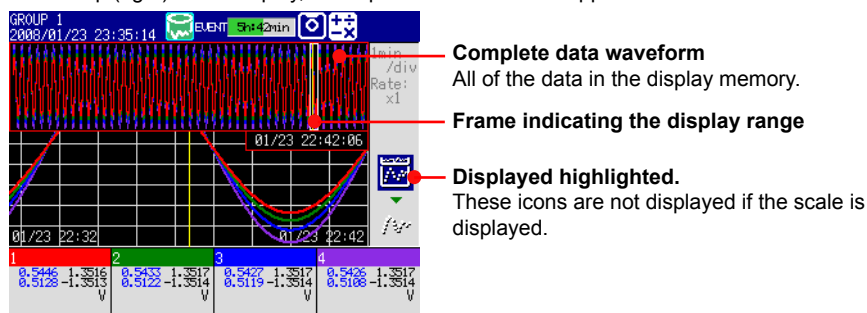 GROUP 1
2008/01/23 23:35:14
EVENT 5h:42min
1min
/div
Rate:
x1
01/23 22:42:06
01/23 22:32
01/23 22:42
1 2 3 4
0.5446 1.3516 0.5433 1.3517 0.5427 1.3517 0.5426 1.3517
0.5128 -1.3513 0.5122 -1.3514 0.5119 -1.3514 0.5108 -1.3514
V V V V
Complete data waveform
All of the data in the display memory.
Frame indicating the display range
Displayed highlighted.
These icons are not displayed if the scale is
displayed.